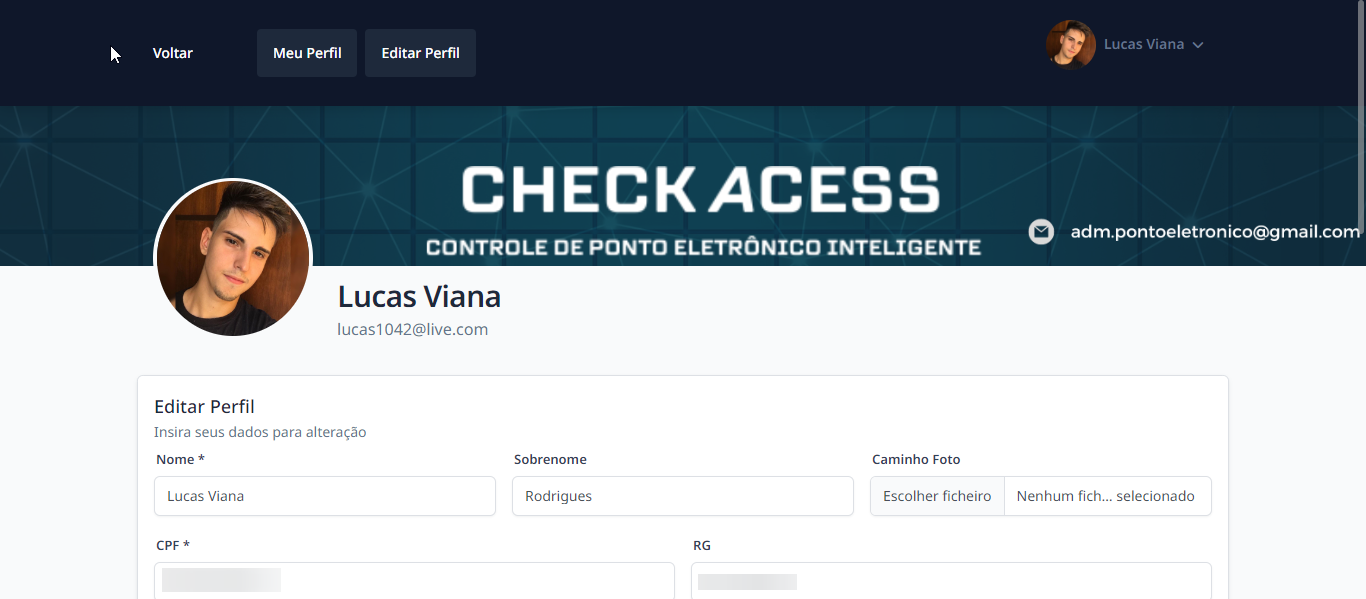 Voltar
Meu Perfil
Editar Perfil
Lucas Viana
CHECK ACESS
CONTROLE DE PONTO ELETRÔNICO INTELIGENTE
adm.pontoeletronico@gmail.com
Lucas Viana
lucas1042@live.com
Editar Perfil
Insira seus dados para alteração
Nome * Sobrenome Caminho Foto
Lucas Viana Rodrigues Escolher ficheiro Nenhum fich... selecionado
CPF * RG